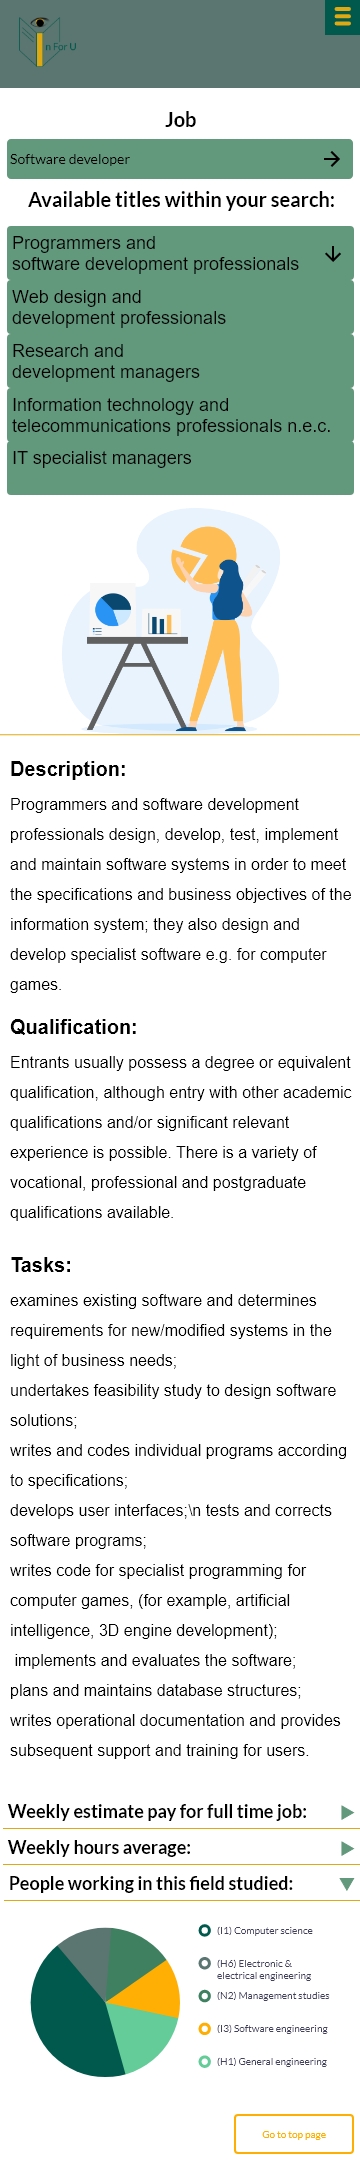 n For U
Job
Software developer
Available titles within your search:
Programmers and
software development professionals
Web design and
development professionals
Research and
development managers
Information technology and
telecommunications professionals n.e.c.
IT specialist managers
Description:
Programmers and software development
professionals design, develop, test, implement
and maintain software systems in order to meet
the specifications and business objectives of the
information system; they also design and
develop specialist software e.g. for computer
games.
Qualification:
Entrants usually possess a degree or equivalent
qualification, although entry with other academic
qualifications and/or significant relevant
experience is possible. There is a variety of
vocational, professional and postgraduate
qualifications available.
Tasks:
examines existing software and determines
requirements for new/modified systems in the
light of business needs;
undertakes feasibility study to design software
solutions;
writes and codes individual programs according
to specifications;
develops user interfaces;\n tests and corrects
software programs;
writes code for specialist programming for
computer games, (for example, artificial
intelligence, 3D engine development);
implements and evaluates the software;
plans and maintains database structures;
writes operational documentation and provides
subsequent support and training for users.
Weekly estimate pay for full time job:
Weekly hours average:
People working in this field studied:
(I1) Computer science
(H6) Electronic &
electrical engineering
(N2) Management studies
(I3) Software engineering
(H1) General engineering
Go to top page